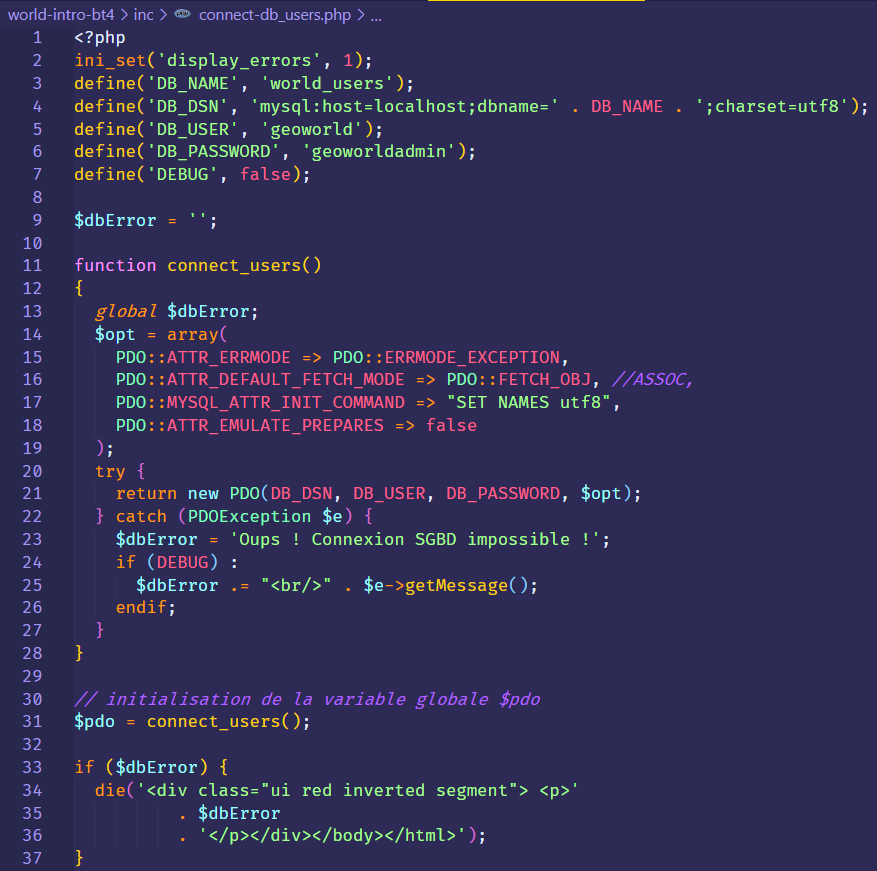 world-intro-bt4 > inc > connect-db_users.php > ...
1 <?php
2 ini_set('display_errors', 1);
3 define('DB_NAME', 'world_users');
4 define('DB_DSN', 'mysql:host=localhost;dbname=' . DB_NAME . ';charset=utf8');
5 define('DB_USER', 'geoworld');
6 define('DB_PASSWORD', 'geoworldadmin');
7 define('DEBUG', false);
8
9 $dbError = '';
10
11 function connect_users()
12 {
13   global $dbError;
14   $opt = array(
15     PDO::ATTR_ERRMODE => PDO::ERRMODE_EXCEPTION,
16     PDO::ATTR_DEFAULT_FETCH_MODE => PDO::FETCH_OBJ, //ASSOC,
17     PDO::MYSQL_ATTR_INIT_COMMAND => "SET NAMES utf8",
18     PDO::ATTR_EMULATE_PREPARES => false
19   );
20   try {
21     return new PDO(DB_DSN, DB_USER, DB_PASSWORD, $opt);
22   } catch (PDOException $e) {
23     $dbError = 'Oups ! Connexion SGBD impossible !';
24     if (DEBUG) :
25       $dbError .= "<br/>" . $e->getMessage();
26     endif;
27   }
28 }
29
30 // initialisation de la variable globale $pdo
31 $pdo = connect_users();
32
33 if ($dbError) {
34   die('<div class="ui red inverted segment"> <p>'
35           . $dbError
36           . '</p></div></body></html>');
37 }